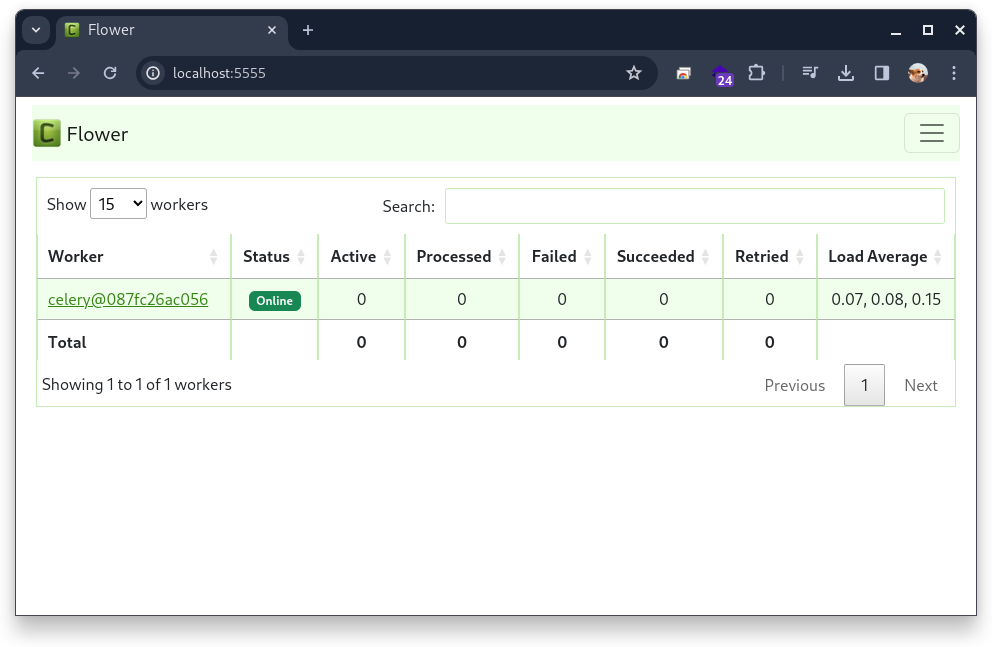 Flower
localhost:5555
24
C Flower
Show 15 workers
Search:
Worker Status Active Processed Failed Succeeded Retried Load Average
celery@087fc26ac056 Online 0 0 0 0 0 0.07, 0.08, 0.15
Total 0 0 0 0 0
Showing 1 to 1 of 1 workers
Previous 1 Next